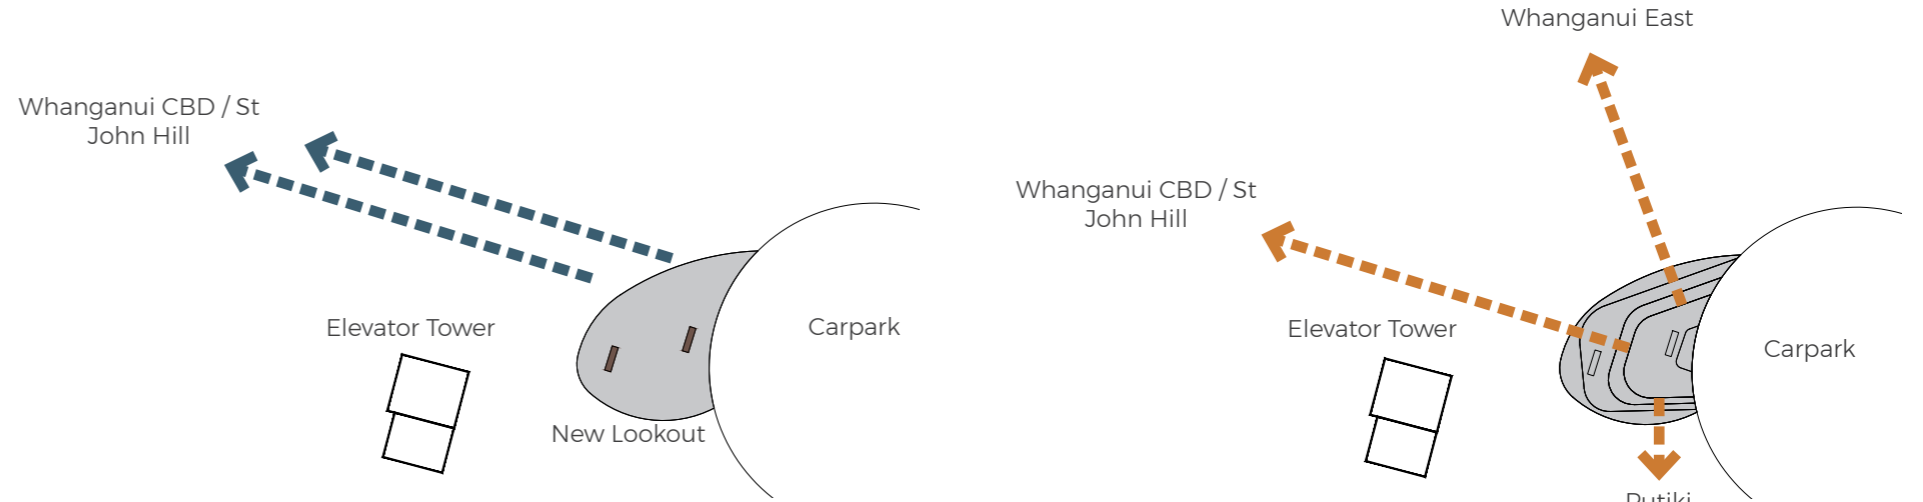 Whanganui CBD / St
John Hill
Elevator Tower
New Lookout
Carpark
Whanganui East
Whanganui CBD / St
John Hill
Elevator Tower
Carpark
Putiki